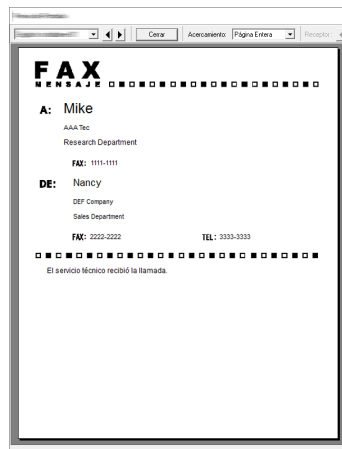 Cerrar Acercamiento: Página Entera Receptor:
FAX
MENSAJE
A: Mike
AAA Tec
Research Department
FAX: 1111-1111
DE: Nancy
DEF Company
Sales Department
FAX: 2222-2222 TEL: 3333-3333
El servicio técnico recibió la llamada.